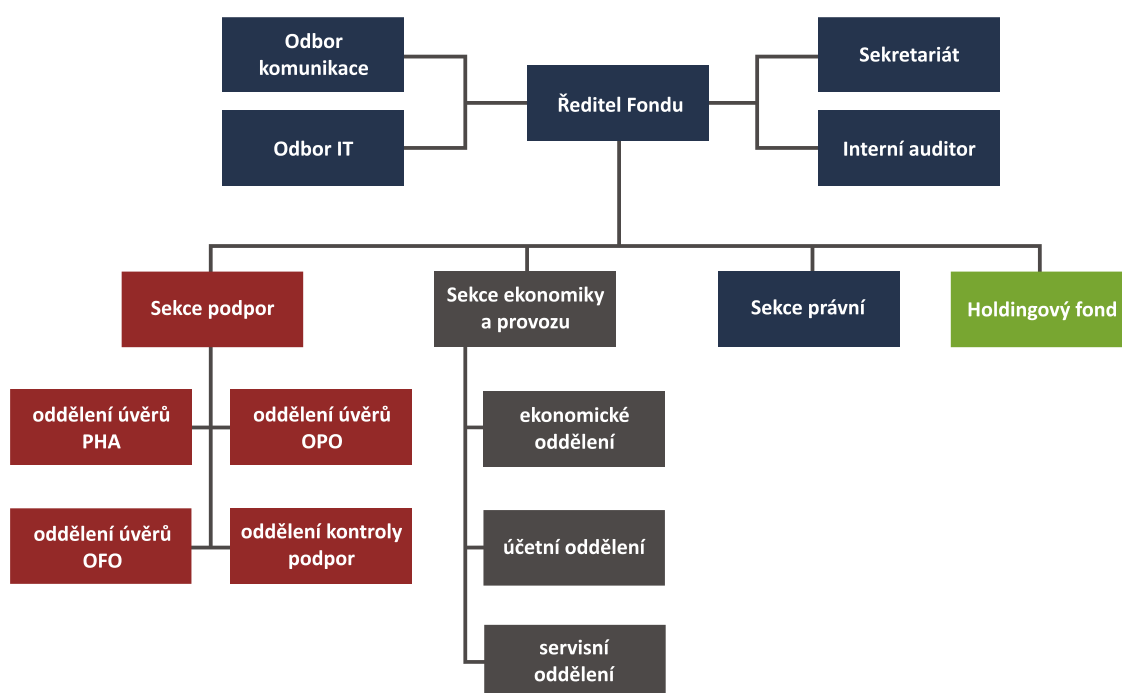 Odbor
komunikace
Sekretariát
Ředitel Fondu
Odbor IT
Interní auditor
Sekce podpor
Sekce ekonomiky
a provozu
Sekce právní
Holdingový fond
oddělení úvěrů
PHA
oddělení úvěrů
OPO
ekonomické
oddělení
oddělení úvěrů
OFO
oddělení kontroly
podpor
účetní oddělení
servisní
oddělení